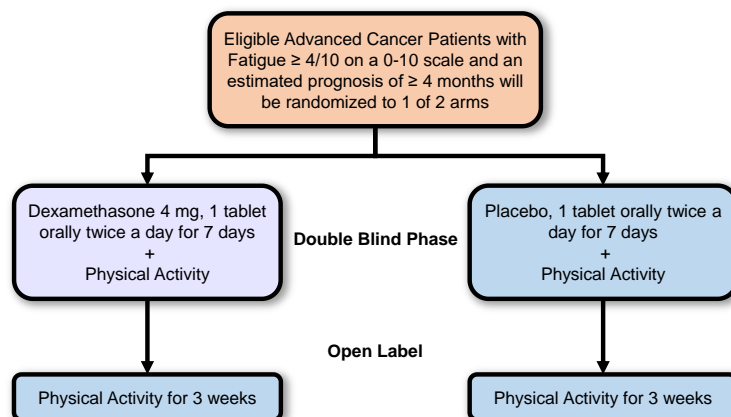 Eligible Advanced Cancer Patients with
Fatigue ≥ 4/10 on a 0-10 scale and an
estimated prognosis of ≥ 4 months will
be randomized to 1 of 2 arms
Dexamethasone 4 mg, 1 tablet
orally twice a day for 7 days
+
Physical Activity
Double Blind Phase
Placebo, 1 tablet orally twice a
day for 7 days
+
Physical Activity
Open Label
Physical Activity for 3 weeks
Physical Activity for 3 weeks